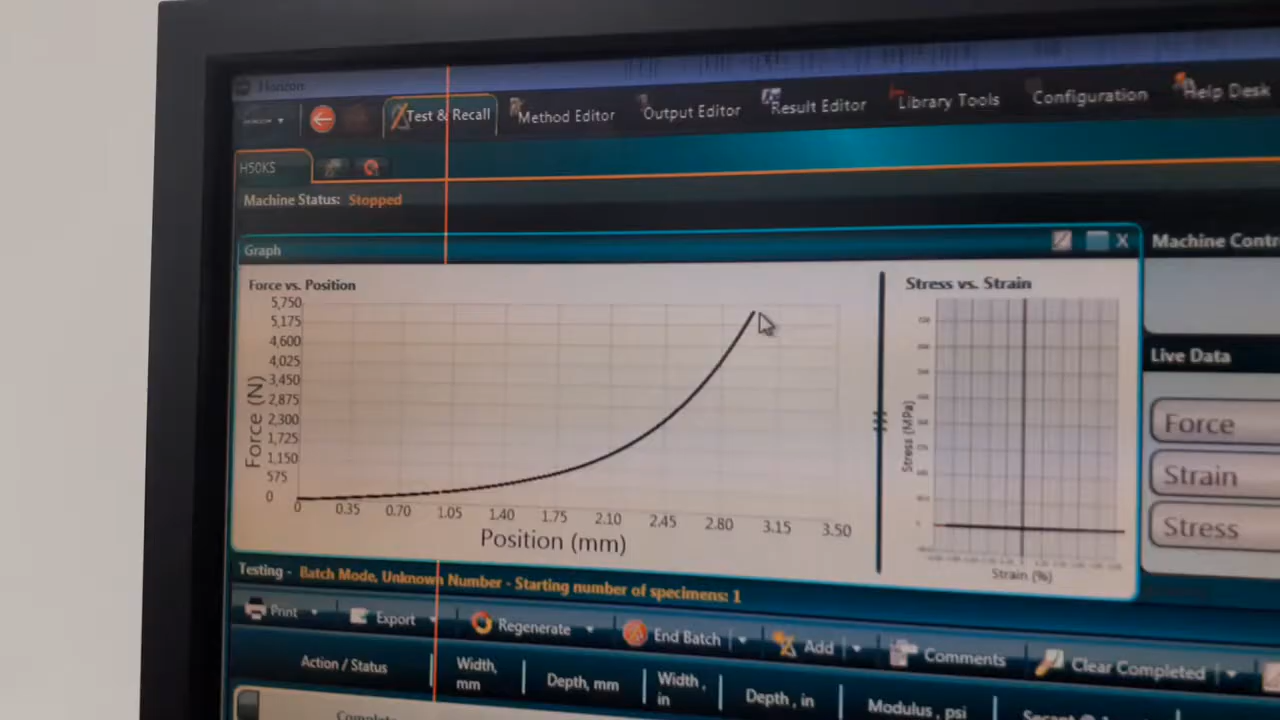 Horizon
Test & Recall
Method Editor
Output Editor
Result Editor
Library Tools
Configuration
Help Desk
H50KS
Machine Status: Stopped
Graph
X
Machine Contr
Force vs. Position
5,750
5,175
4,600
4,025
3,450
2,875
2,300
1,725
1,150
575
0
Force (N)
0 0.35 0.70 1.05 1.40 1.75 2.10 2.45 2.80 3.15 3.50
Position (mm)
Stress vs. Strain
Stress (MPa)
Strain (%)
Live Data
Force
Strain
Stress
Testing - Batch Mode, Unknown Number - Starting number of specimens: 1
Print
Export
Regenerate
End Batch
Add
Comments
Clear Completed
Action / Status
Width,
mm
Depth, mm
Width,
in
Depth, in
Modulus, psi